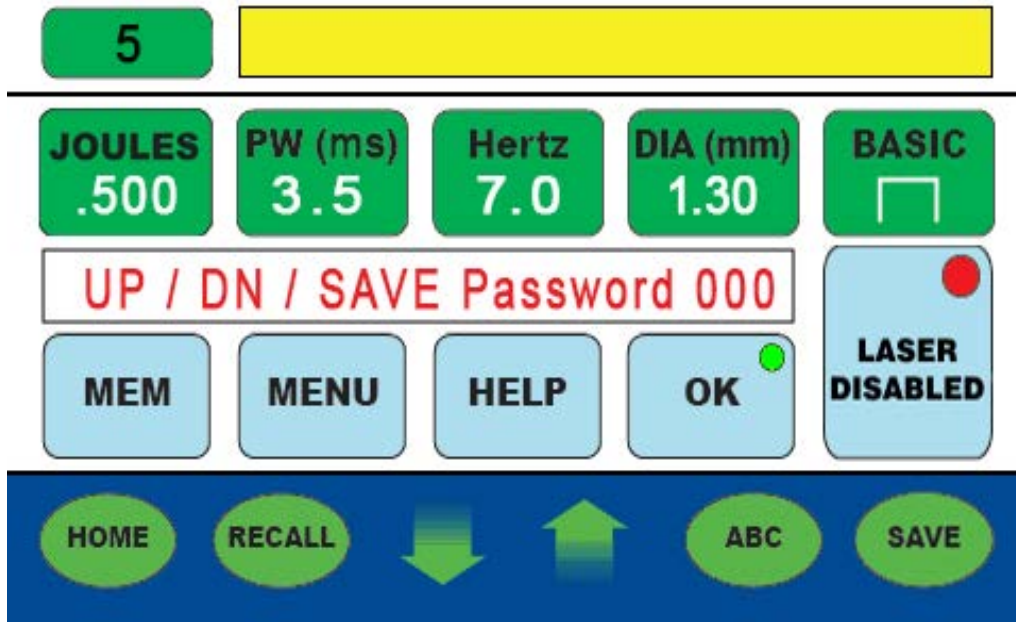 5
JOULES PW (ms) Hertz DIA (mm) BASIC
.500 3.5 7.0 1.30
UP / DN / SAVE Password 000
LASER
DISABLED
MEM MENU HELP OK
HOME RECALL ABC SAVE